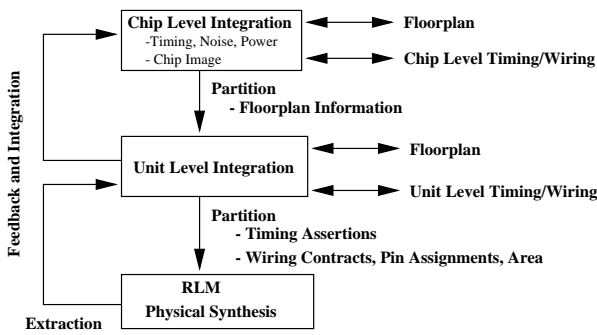 Chip Level Integration
-Timing, Noise, Power
- Chip Image
Floorplan
Chip Level Timing/Wiring
Partition
- Floorplan Information
Unit Level Integration
Floorplan
Unit Level Timing/Wiring
Partition
- Timing Assertions
- Wiring Contracts, Pin Assignments, Area
RLM
Physical Synthesis
Extraction
Feedback and Integration